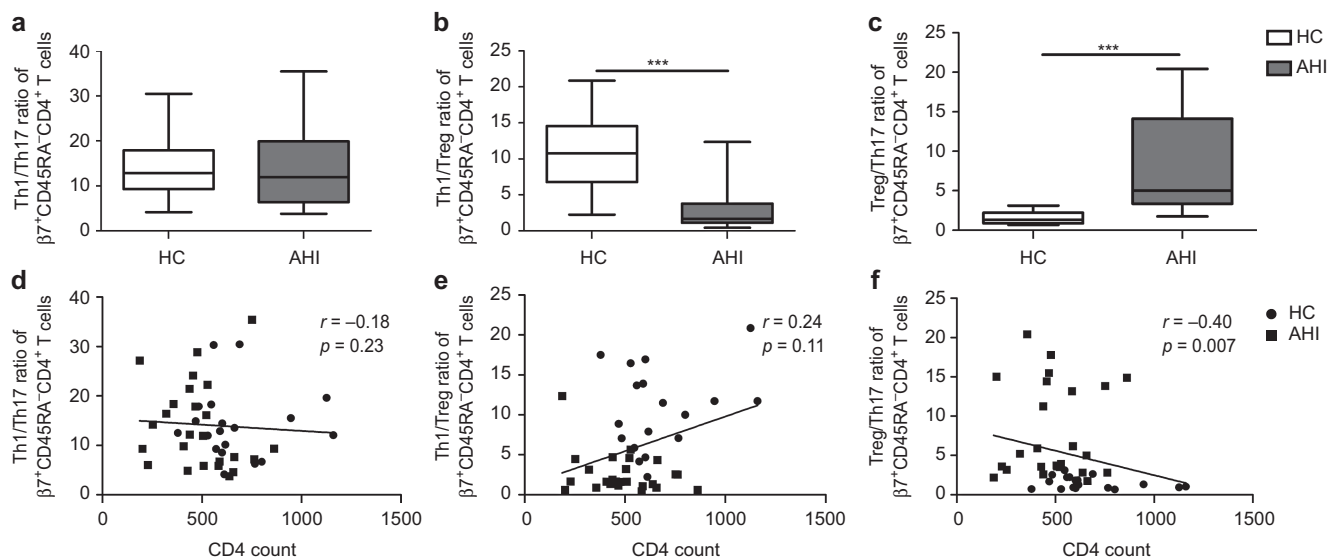 a
Th1/Th17 ratio of
β7⁺CD45RA⁻CD4⁺ T cells
40
30
20
10
0
HC
AHI
b
Th1/Treg ratio of
β7⁺CD45RA⁻CD4⁺ T cells
25
20
15
10
5
0
***
HC
AHI
c
Treg/Th17 ratio of
β7⁺CD45RA⁻CD4⁺ T cells
25
20
15
10
5
0
***
HC
AHI
HC
AHI
d
Th1/Th17 ratio of
β7⁺CD45RA⁻CD4⁺ T cells
40
30
20
10
0
r = –0.18
p = 0.23
0
500
1000
1500
CD4 count
e
Th1/Treg ratio of
β7⁺CD45RA⁻CD4⁺ T cells
25
20
15
10
5
0
r = 0.24
p = 0.11
0
500
1000
1500
CD4 count
f
Treg/Th17 ratio of
β7⁺CD45RA⁻CD4⁺ T cells
25
20
15
10
5
0
r = –0.40
p = 0.007
0
500
1000
1500
CD4 count
HC
AHI